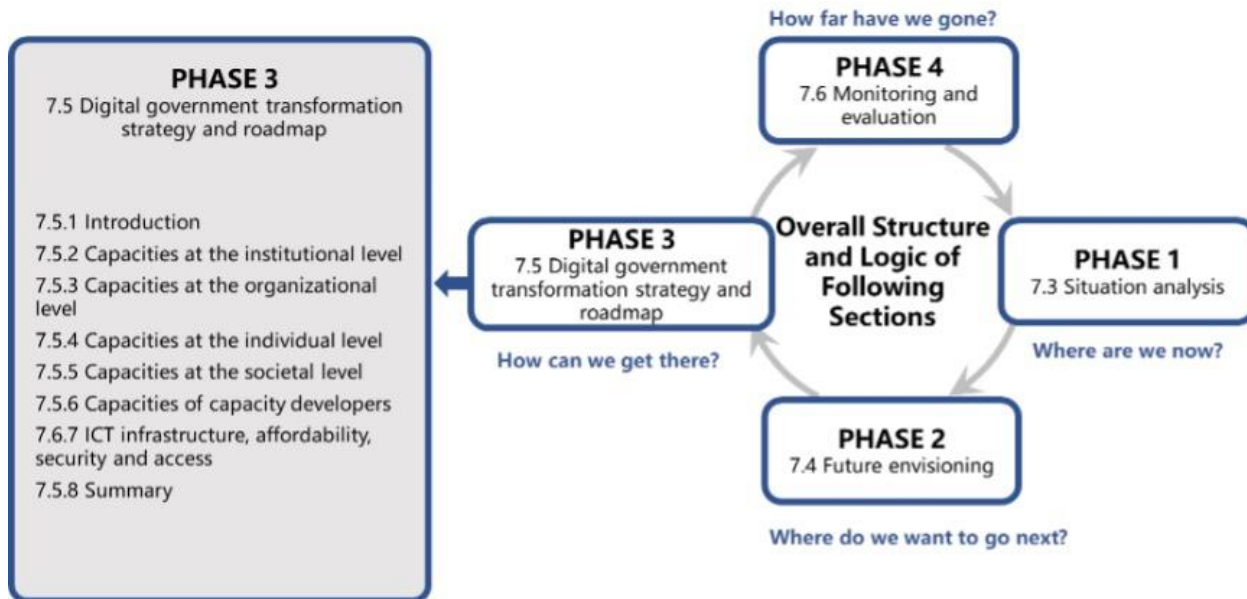 PHASE 3
7.5 Digital government transformation
strategy and roadmap
7.5.1 Introduction
7.5.2 Capacities at the institutional level
7.5.3 Capacities at the organizational
level
7.5.4 Capacities at the individual level
7.5.5 Capacities at the societal level
7.5.6 Capacities of capacity developers
7.6.7 ICT infrastructure, affordability,
security and access
7.5.8 Summary
How far have we gone?
PHASE 4
7.6 Monitoring and
evaluation
PHASE 3
7.5 Digital government
transformation strategy and
roadmap
How can we get there?
Overall Structure
and Logic of
Following
Sections
PHASE 1
7.3 Situation analysis
Where are we now?
PHASE 2
7.4 Future envisioning
Where do we want to go next?